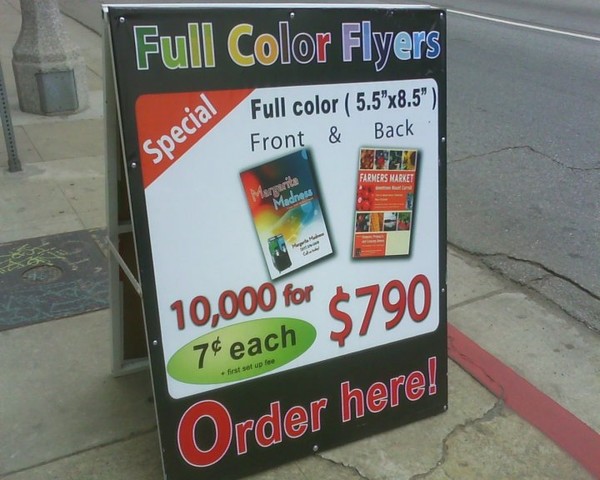 Full Color Flyers
Special
Full color ( 5.5"x8.5" )
Front & Back
Margarita
Madness
FARMERS MARKET
10,000 for
$790
7¢ each
+ first set up fee
Order here!